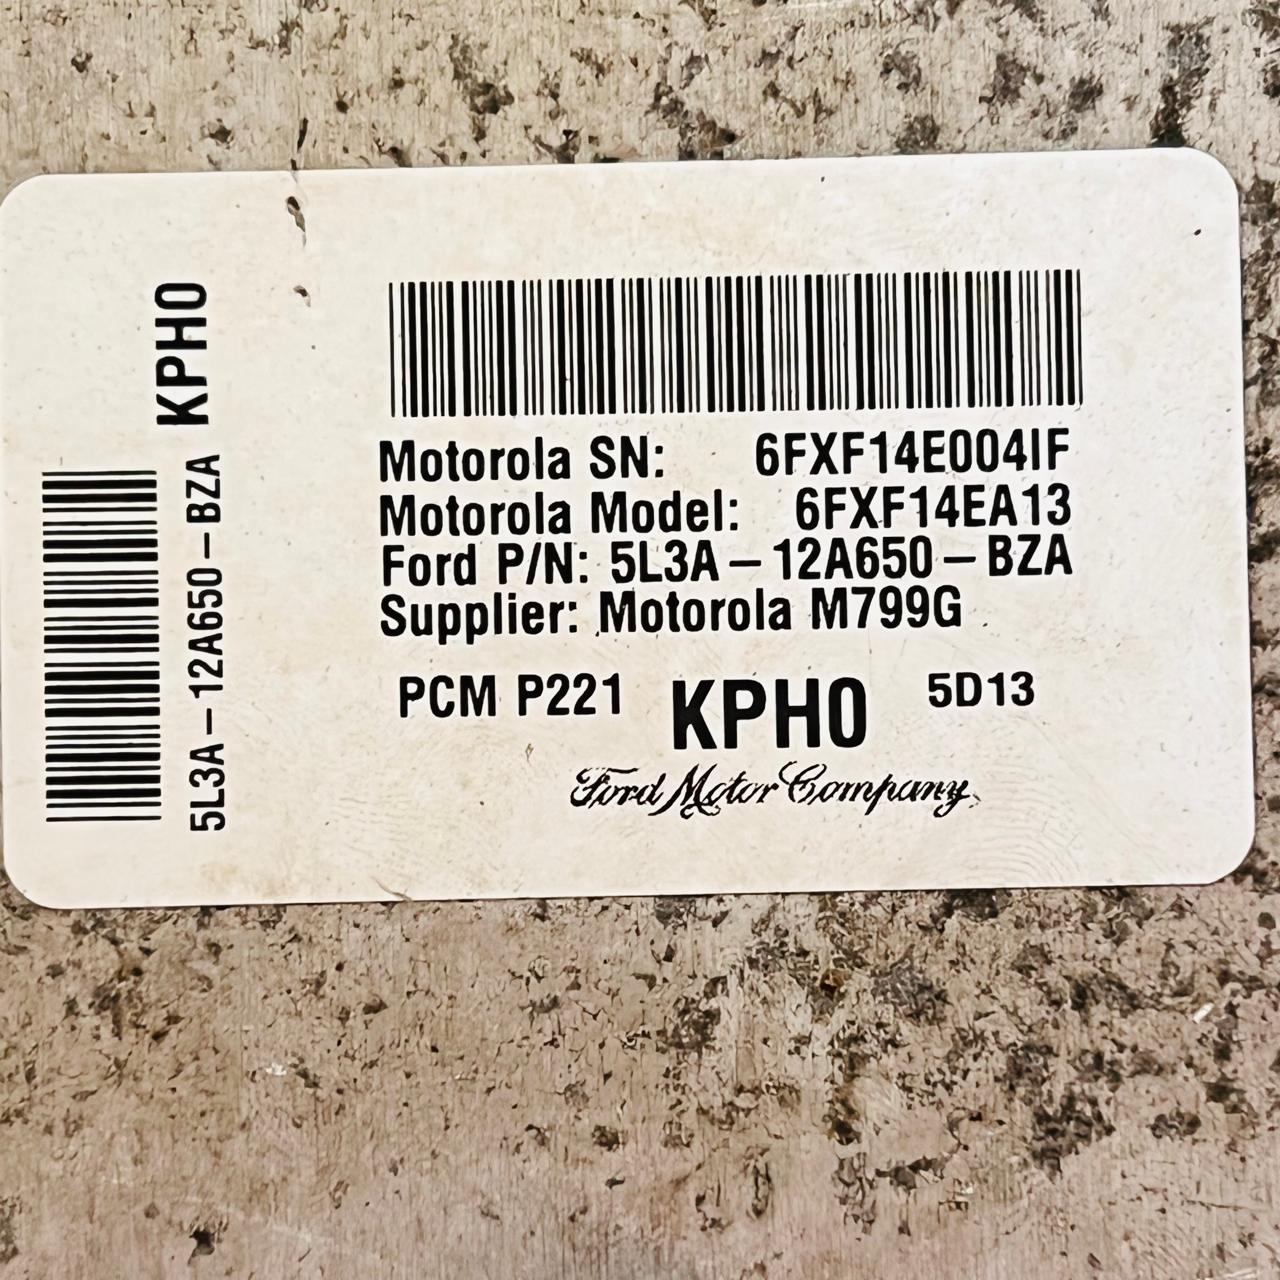 KPH0
5L3A-12A650-BZA
Motorola SN: 6FXF14E004IF
Motorola Model: 6FXF14EA13
Ford P/N: 5L3A-12A650-BZA
Supplier: Motorola M799G
PCM P221 KPH0 5D13
Ford Motor Company